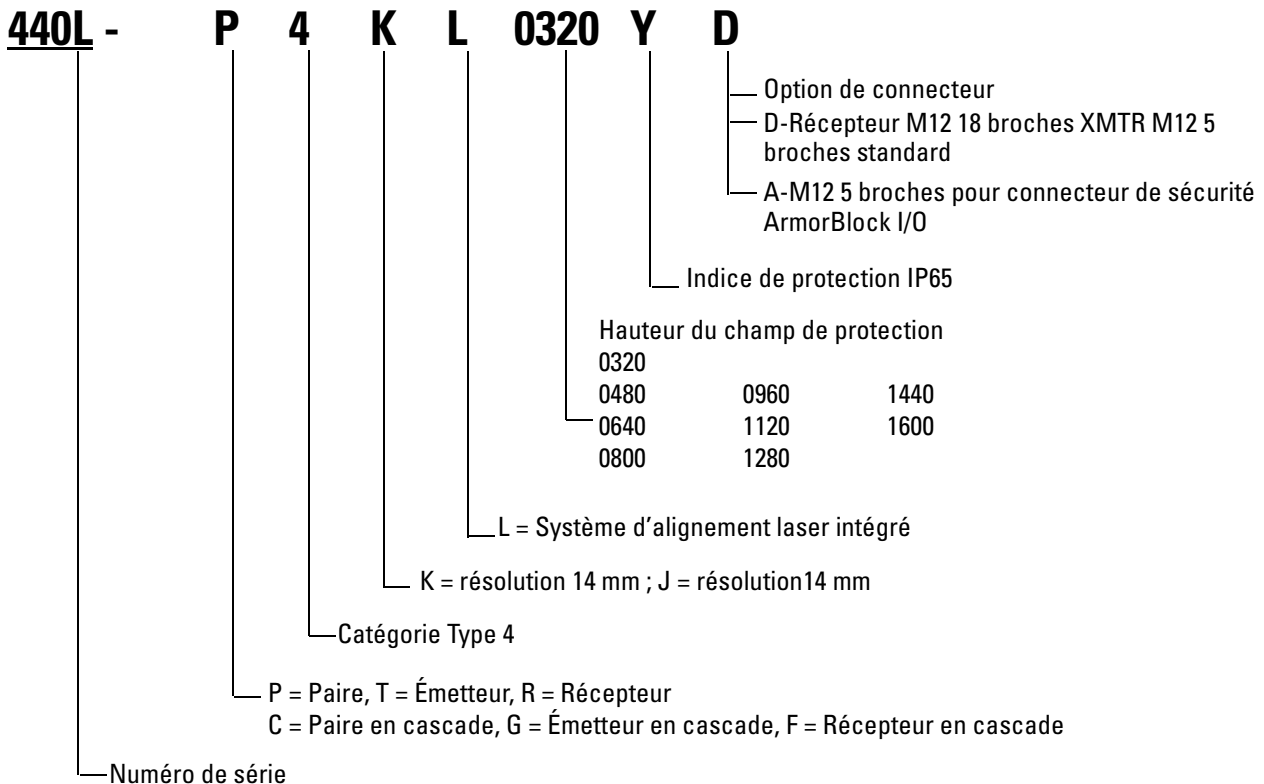 440L - P 4 K L 0320 Y D
Option de connecteur
D-Récepteur M12 18 broches XMTR M12 5
broches standard
A-M12 5 broches pour connecteur de sécurité
ArmorBlock I/O
Indice de protection IP65
Hauteur du champ de protection
0320
0480 0960 1440
0640 1120 1600
0800 1280
L = Système d'alignement laser intégré
K = résolution 14 mm ; J = résolution14 mm
Catégorie Type 4
P = Paire, T = Émetteur, R = Récepteur
C = Paire en cascade, G = Émetteur en cascade, F = Récepteur en cascade
Numéro de série